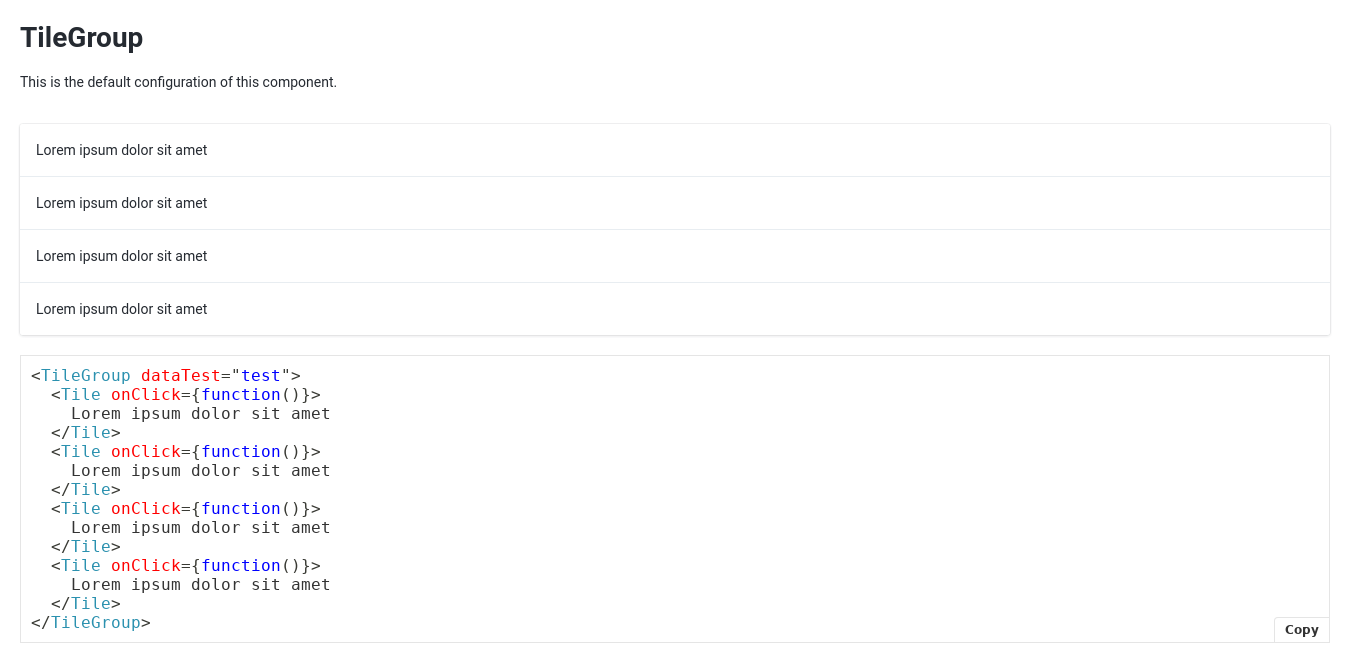 TileGroup
This is the default configuration of this component.
Lorem ipsum dolor sit amet
Lorem ipsum dolor sit amet
Lorem ipsum dolor sit amet
Lorem ipsum dolor sit amet
<TileGroup dataTest="test">
  <Tile onClick={function()}>
    Lorem ipsum dolor sit amet
  </Tile>
  <Tile onClick={function()}>
    Lorem ipsum dolor sit amet
  </Tile>
  <Tile onClick={function()}>
    Lorem ipsum dolor sit amet
  </Tile>
  <Tile onClick={function()}>
    Lorem ipsum dolor sit amet
  </Tile>
</TileGroup>
Copy